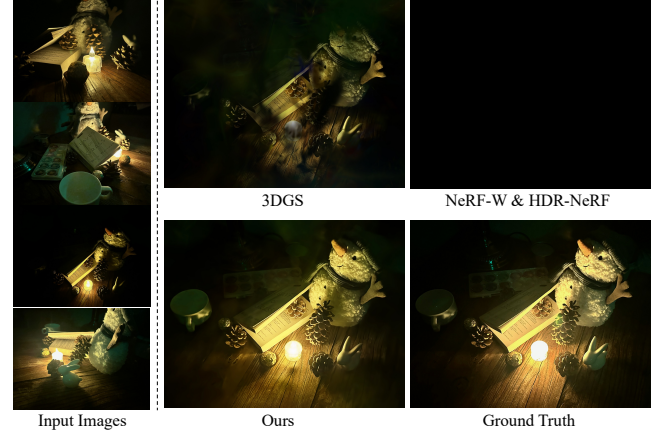 3DGS
NeRF-W & HDR-NeRF
Input Images
Ours
Ground Truth